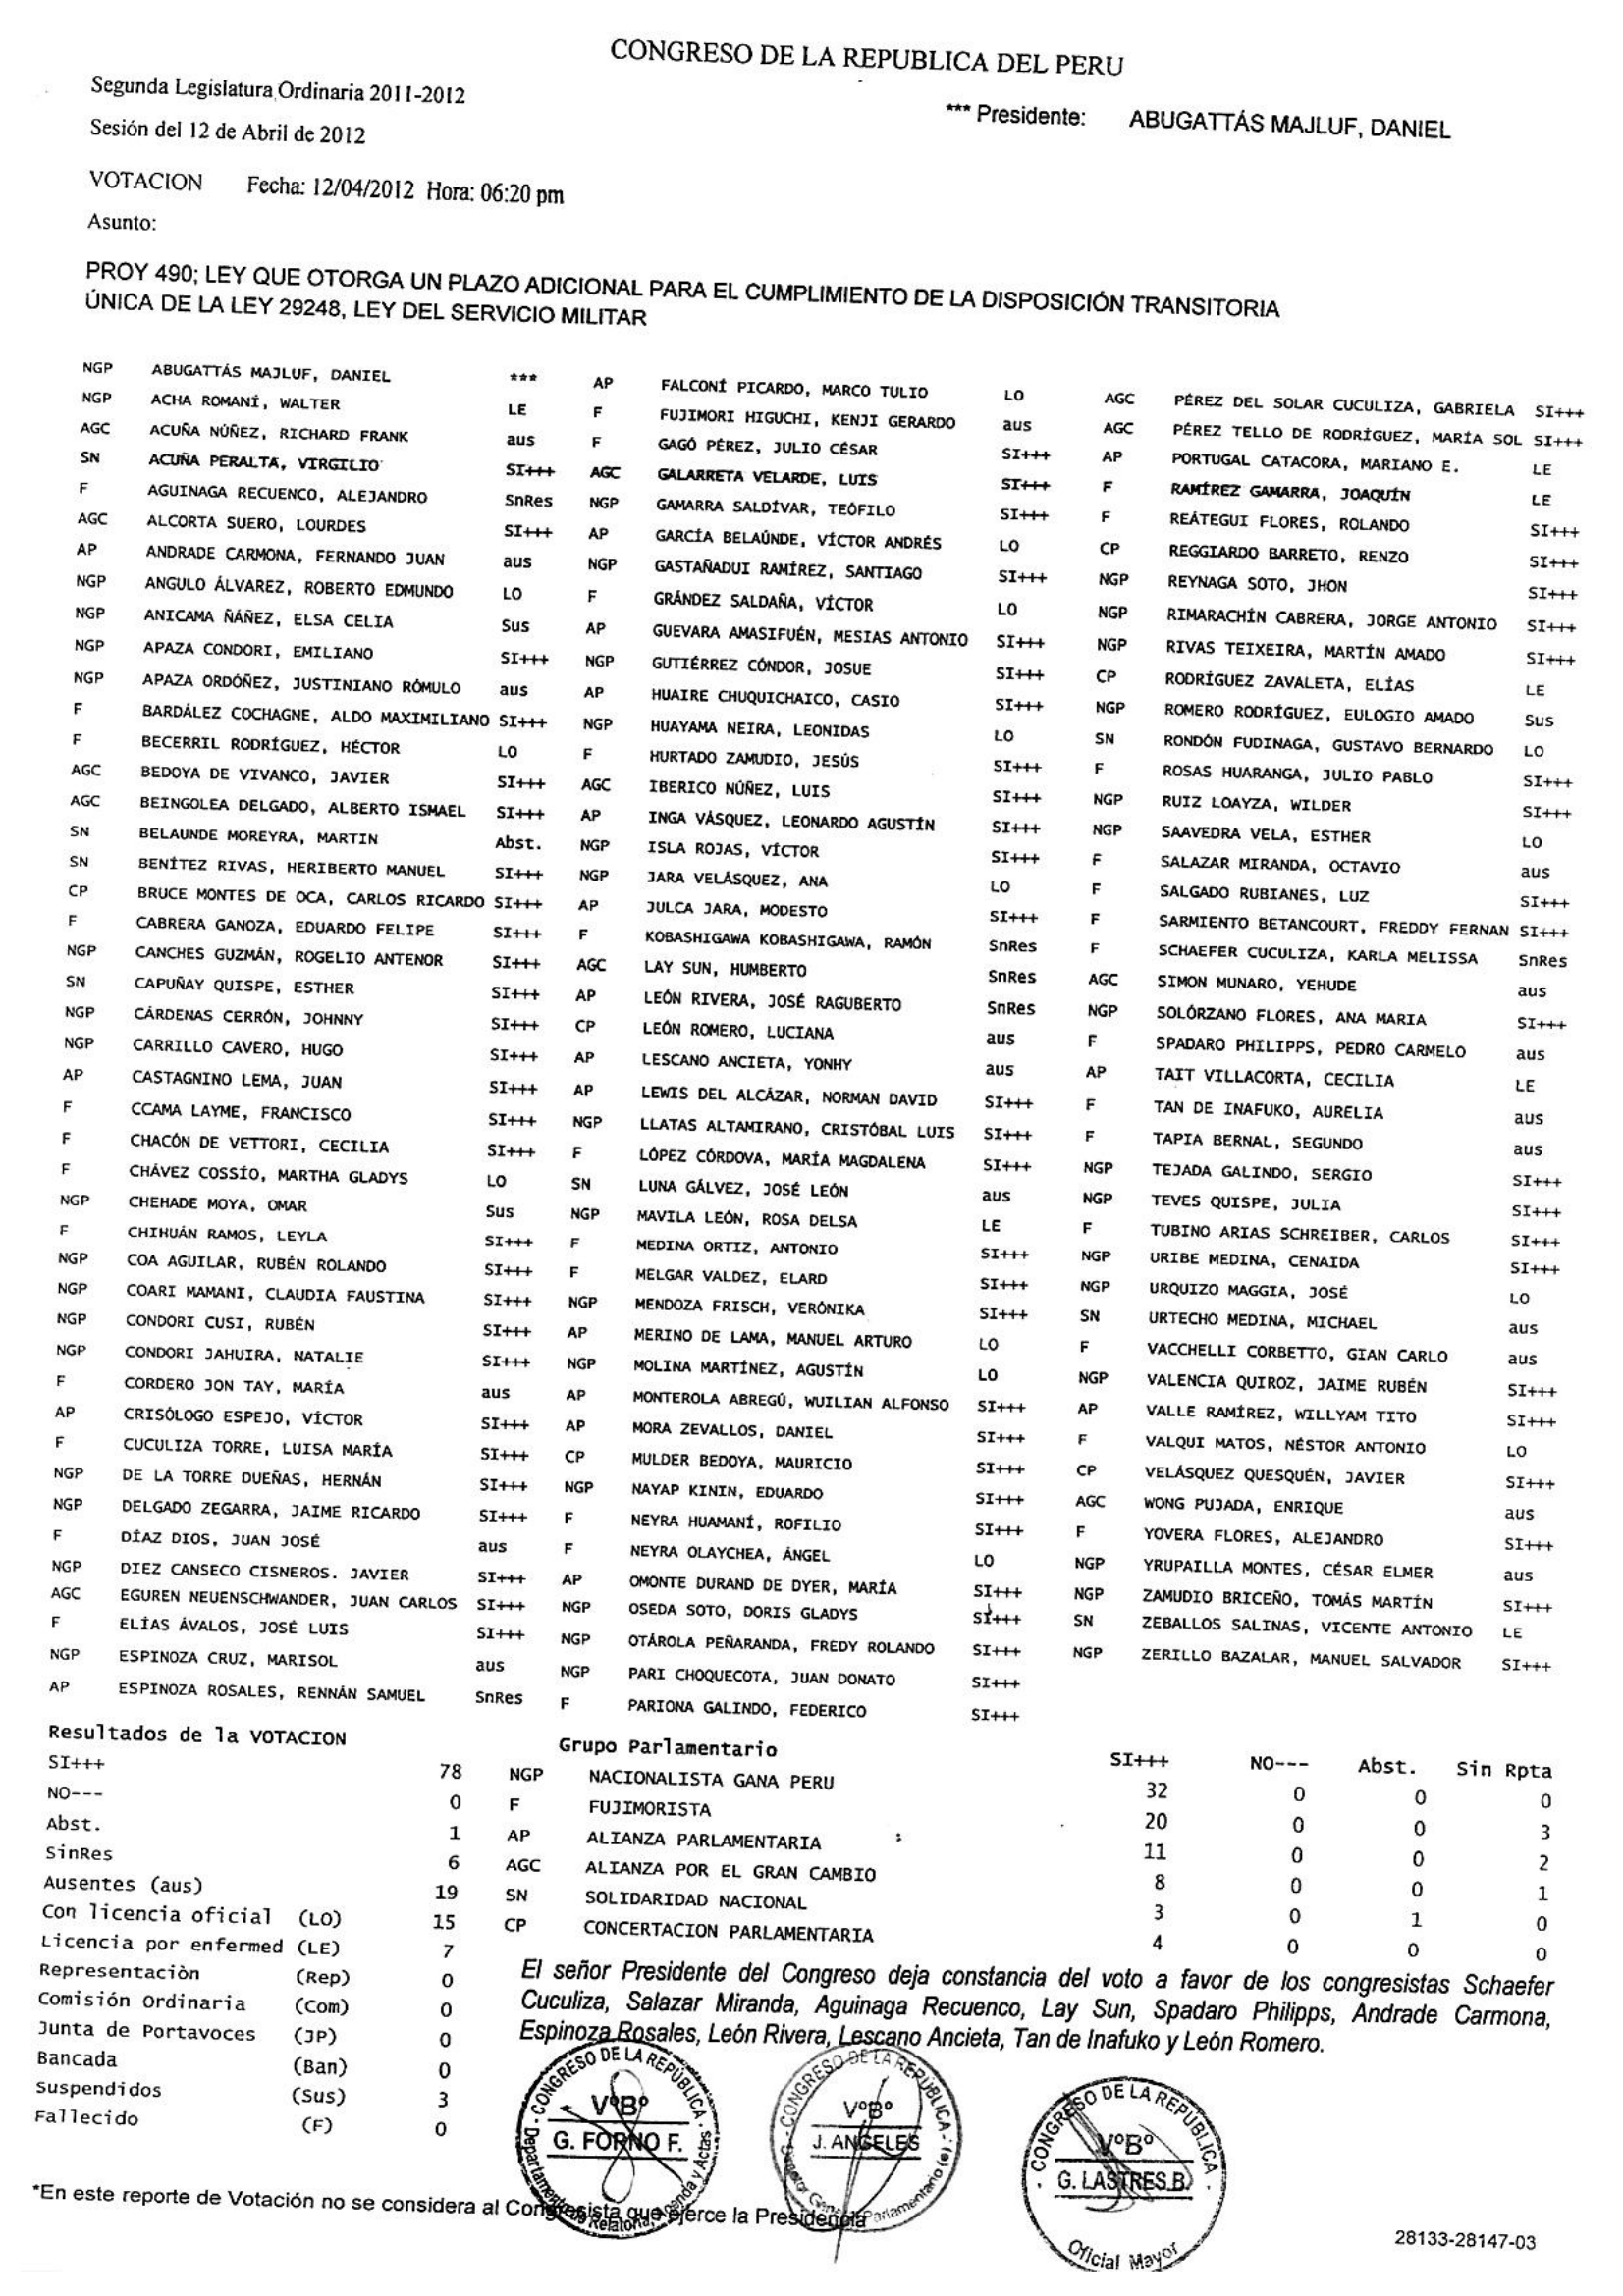 CONGRESO DE LA REPUBLICA DEL PERU
Segunda Legislatura Ordinaria 2011-2012
*** Presidente: ABUGATTÁS MAJLUF, DANIEL
Sesión del 12 de Abril de 2012
VOTACION Fecha: 12/04/2012 Hora: 06:20 pm
Asunto:
PROY 490; LEY QUE OTORGA UN PLAZO ADICIONAL PARA EL CUMPLIMIENTO DE LA DISPOSICIÓN TRANSITORIA
ÚNICA DE LA LEY 29248, LEY DEL SERVICIO MILITAR
NGP ABUGATTÁS MAJLUF, DANIEL ***
NGP ACHA ROMANÍ, WALTER LE
AGC ACUÑA NÚÑEZ, RICHARD FRANK aus
SN ACUÑA PERALTA, VIRGILIO SI+++
F AGUINAGA RECUENCO, ALEJANDRO SnRes
AGC ALCORTA SUERO, LOURDES SI+++
AP ANDRADE CARMONA, FERNANDO JUAN aus
NGP ANGULO ÁLVAREZ, ROBERTO EDMUNDO LO
NGP ANICAMA ÑÁÑEZ, ELSA CELIA Sus
NGP APAZA CONDORI, EMILIANO SI+++
NGP APAZA ORDÓÑEZ, JUSTINIANO RÓMULO aus
F BARDÁLEZ COCHAGNE, ALDO MAXIMILIANO SI+++
F BECERRIL RODRÍGUEZ, HÉCTOR LO
AGC BEDOYA DE VIVANCO, JAVIER SI+++
AGC BEINGOLEA DELGADO, ALBERTO ISMAEL SI+++
SN BELAUNDE MOREYRA, MARTIN Abst.
SN BENÍTEZ RIVAS, HERIBERTO MANUEL SI+++
CP BRUCE MONTES DE OCA, CARLOS RICARDO SI+++
F CABRERA GANOZA, EDUARDO FELIPE SI+++
NGP CANCHES GUZMÁN, ROGELIO ANTENOR SI+++
SN CAPUÑAY QUISPE, ESTHER SI+++
NGP CÁRDENAS CERRÓN, JOHNNY SI+++
NGP CARRILLO CAVERO, HUGO SI+++
AP CASTAGNINO LEMA, JUAN SI+++
F CCAMA LAYME, FRANCISCO SI+++
F CHACÓN DE VETTORI, CECILIA SI+++
F CHÁVEZ COSSÍO, MARTHA GLADYS LO
NGP CHEHADE MOYA, OMAR Sus
F CHIHUÁN RAMOS, LEYLA SI+++
NGP COA AGUILAR, RUBÉN ROLANDO SI+++
NGP COARI MAMANI, CLAUDIA FAUSTINA SI+++
NGP CONDORI CUSI, RUBÉN SI+++
NGP CONDORI JAHUIRA, NATALIE SI+++
F CORDERO JON TAY, MARÍA aus
AP CRISÓLOGO ESPEJO, VÍCTOR SI+++
F CUCULIZA TORRE, LUISA MARÍA SI+++
NGP DE LA TORRE DUEÑAS, HERNÁN SI+++
NGP DELGADO ZEGARRA, JAIME RICARDO SI+++
F DÍAZ DIOS, JUAN JOSÉ aus
NGP DIEZ CANSECO CISNEROS. JAVIER SI+++
AGC EGUREN NEUENSCHWANDER, JUAN CARLOS SI+++
F ELÍAS ÁVALOS, JOSÉ LUIS SI+++
NGP ESPINOZA CRUZ, MARISOL aus
AP ESPINOZA ROSALES, RENNÁN SAMUEL SnRes
AP FALCONÍ PICARDO, MARCO TULIO LO
F FUJIMORI HIGUCHI, KENJI GERARDO aus
F GAGÓ PÉREZ, JULIO CÉSAR SI+++
AGC GALARRETA VELARDE, LUIS SI+++
NGP GAMARRA SALDÍVAR, TEÓFILO SI+++
AP GARCÍA BELAÚNDE, VÍCTOR ANDRÉS LO
NGP GASTAÑADUI RAMÍREZ, SANTIAGO SI+++
F GRÁNDEZ SALDAÑA, VÍCTOR LO
AP GUEVARA AMASIFUÉN, MESIAS ANTONIO SI+++
NGP GUTIÉRREZ CÓNDOR, JOSUE SI+++
AP HUAIRE CHUQUICHAICO, CASIO SI+++
NGP HUAYAMA NEIRA, LEONIDAS LO
F HURTADO ZAMUDIO, JESÚS SI+++
AGC IBERICO NÚÑEZ, LUIS SI+++
AP INGA VÁSQUEZ, LEONARDO AGUSTÍN SI+++
NGP ISLA ROJAS, VÍCTOR SI+++
NGP JARA VELÁSQUEZ, ANA LO
AP JULCA JARA, MODESTO SI+++
F KOBASHIGAWA KOBASHIGAWA, RAMÓN SnRes
AGC LAY SUN, HUMBERTO SnRes
AP LEÓN RIVERA, JOSÉ RAGUBERTO SnRes
CP LEÓN ROMERO, LUCIANA aus
AP LESCANO ANCIETA, YONHY aus
AP LEWIS DEL ALCÁZAR, NORMAN DAVID SI+++
NGP LLATAS ALTAMIRANO, CRISTÓBAL LUIS SI+++
F LÓPEZ CÓRDOVA, MARÍA MAGDALENA SI+++
SN LUNA GÁLVEZ, JOSÉ LEÓN aus
NGP MAVILA LEÓN, ROSA DELSA LE
F MEDINA ORTIZ, ANTONIO SI+++
F MELGAR VALDEZ, ELARD SI+++
NGP MENDOZA FRISCH, VERÓNIKA SI+++
AP MERINO DE LAMA, MANUEL ARTURO LO
NGP MOLINA MARTÍNEZ, AGUSTÍN LO
AP MONTEROLA ABREGÚ, WUILIAN ALFONSO SI+++
AP MORA ZEVALLOS, DANIEL SI+++
CP MULDER BEDOYA, MAURICIO SI+++
NGP NAYAP KININ, EDUARDO SI+++
F NEYRA HUAMANÍ, ROFILIO SI+++
F NEYRA OLAYCHEA, ÁNGEL LO
AP OMONTE DURAND DE DYER, MARÍA SI+++
NGP OSEDA SOTO, DORIS GLADYS SI+++
NGP OTÁROLA PEÑARANDA, FREDY ROLANDO SI+++
NGP PARI CHOQUECOTA, JUAN DONATO SI+++
F PARIONA GALINDO, FEDERICO SI+++
AGC PÉREZ DEL SOLAR CUCULIZA, GABRIELA SI+++
AGC PÉREZ TELLO DE RODRÍGUEZ, MARÍA SOL SI+++
AP PORTUGAL CATACORA, MARIANO E. LE
F RAMÍREZ GAMARRA, JOAQUÍN LE
F REÁTEGUI FLORES, ROLANDO SI+++
CP REGGIARDO BARRETO, RENZO SI+++
NGP REYNAGA SOTO, JHON SI+++
NGP RIMARACHÍN CABRERA, JORGE ANTONIO SI+++
NGP RIVAS TEIXEIRA, MARTÍN AMADO SI+++
CP RODRÍGUEZ ZAVALETA, ELÍAS LE
NGP ROMERO RODRÍGUEZ, EULOGIO AMADO Sus
SN RONDÓN FUDINAGA, GUSTAVO BERNARDO LO
F ROSAS HUARANGA, JULIO PABLO SI+++
NGP RUIZ LOAYZA, WILDER SI+++
NGP SAAVEDRA VELA, ESTHER LO
F SALAZAR MIRANDA, OCTAVIO aus
F SALGADO RUBIANES, LUZ SI+++
F SARMIENTO BETANCOURT, FREDDY FERNAN SI+++
F SCHAEFER CUCULIZA, KARLA MELISSA SnRes
AGC SIMON MUNARO, YEHUDE aus
NGP SOLÓRZANO FLORES, ANA MARIA SI+++
F SPADARO PHILIPPS, PEDRO CARMELO aus
AP TAIT VILLACORTA, CECILIA LE
F TAN DE INAFUKO, AURELIA aus
F TAPIA BERNAL, SEGUNDO aus
NGP TEJADA GALINDO, SERGIO SI+++
NGP TEVES QUISPE, JULIA SI+++
F TUBINO ARIAS SCHREIBER, CARLOS SI+++
NGP URIBE MEDINA, CENAIDA SI+++
NGP URQUIZO MAGGIA, JOSÉ LO
SN URTECHO MEDINA, MICHAEL aus
F VACCHELLI CORBETTO, GIAN CARLO aus
NGP VALENCIA QUIROZ, JAIME RUBÉN SI+++
AP VALLE RAMÍREZ, WILLYAM TITO SI+++
F VALQUI MATOS, NÉSTOR ANTONIO LO
CP VELÁSQUEZ QUESQUÉN, JAVIER SI+++
AGC WONG PUJADA, ENRIQUE aus
F YOVERA FLORES, ALEJANDRO SI+++
NGP YRUPAILLA MONTES, CÉSAR ELMER aus
NGP ZAMUDIO BRICEÑO, TOMÁS MARTÍN SI+++
SN ZEBALLOS SALINAS, VICENTE ANTONIO LE
NGP ZERILLO BAZALAR, MANUEL SALVADOR SI+++
Resultados de la VOTACION
SI+++ 78
NO--- 0
Abst. 1
SinRes 6
Ausentes (aus) 19
Con licencia oficial (LO) 15
Licencia por enfermed (LE) 7
Representaciòn (Rep) 0
Comisión Ordinaria (Com) 0
Junta de Portavoces (JP) 0
Bancada (Ban) 0
Suspendidos (Sus) 3
Fallecido (F) 0
Grupo Parlamentario SI+++ NO--- Abst. Sin Rpta
NGP NACIONALISTA GANA PERU 32 0 0 0
F FUJIMORISTA 20 0 0 3
AP ALIANZA PARLAMENTARIA 11 0 0 2
AGC ALIANZA POR EL GRAN CAMBIO 8 0 0 1
SN SOLIDARIDAD NACIONAL 3 0 1 0
CP CONCERTACION PARLAMENTARIA 4 0 0 0
El señor Presidente del Congreso deja constancia del voto a favor de los congresistas Schaefer
Cuculiza, Salazar Miranda, Aguinaga Recuenco, Lay Sun, Spadaro Philipps, Andrade Carmona,
Espinoza Rosales, León Rivera, Lescano Ancieta, Tan de Inafuko y León Romero.
CONGRESO DE LA REPÚBLICA
V°B°
G. FORNO F.
Departamento de Relatoría, Agenda y Actas
CONGRESO DE LA REPUBLICA
V°B°
J. ANGELES
Director General Parlamentario (e)
CONGRESO DE LA REPUBLICA
V°B°
G. LASTRES B.
Oficial Mayor
*En este reporte de Votación no se considera al Congresista que ejerce la Presidencia
28133-28147-03